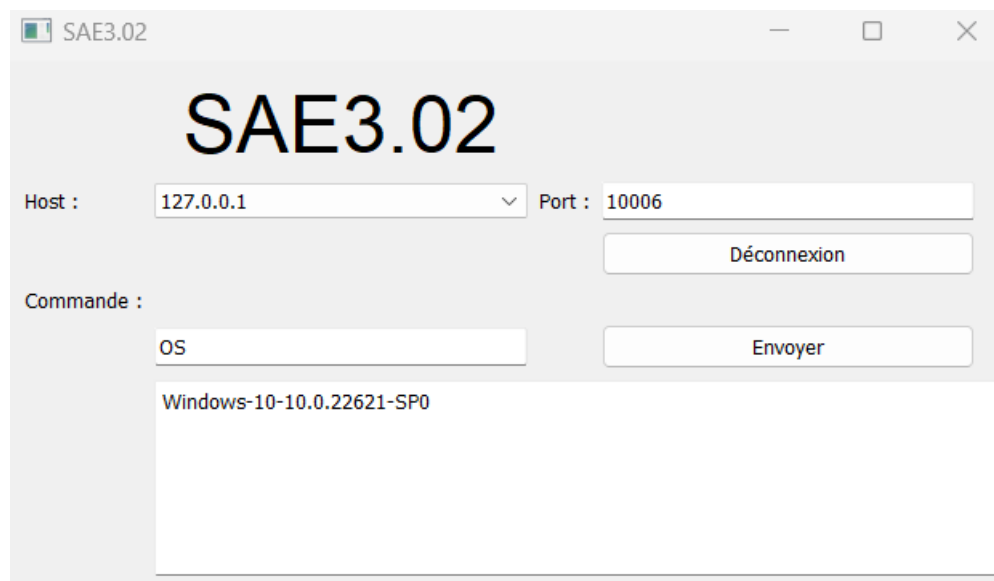 SAE3.02
SAE3.02
Host : 127.0.0.1 Port : 10006
Déconnexion
Commande :
OS Envoyer
Windows-10-10.0.22621-SP0